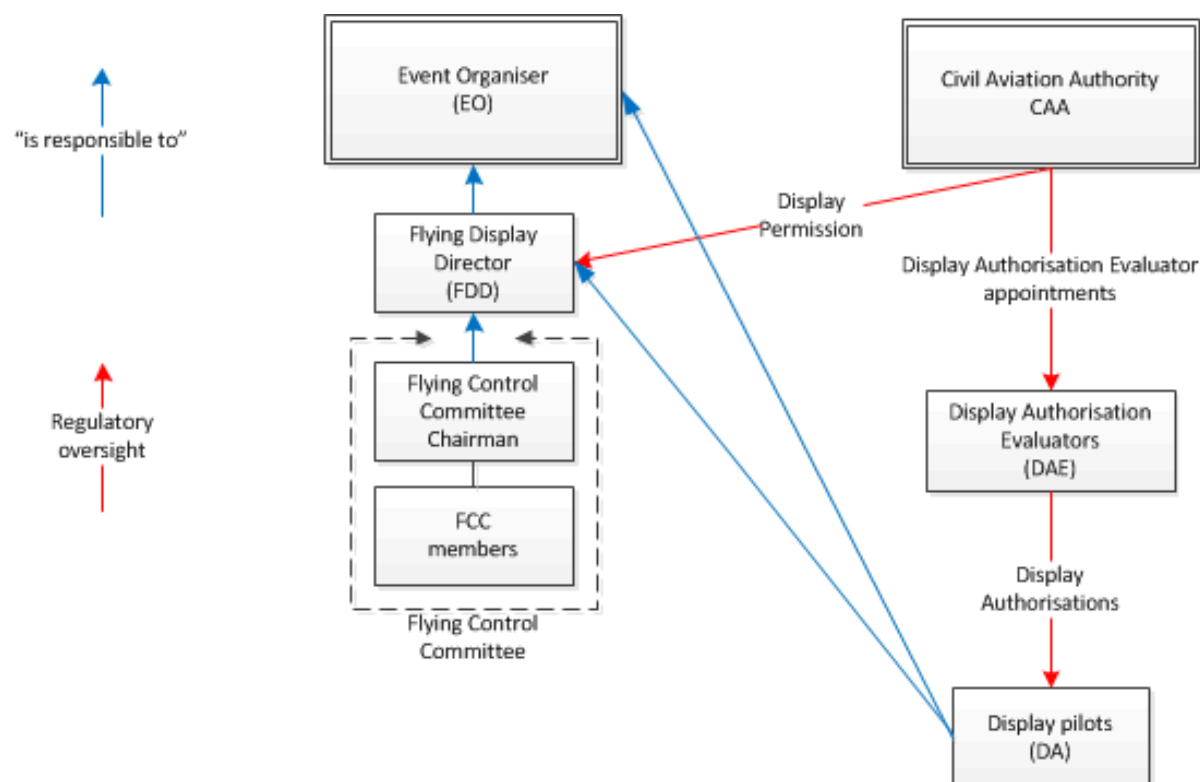 "is responsible to"
Regulatory
oversight
Event Organiser
(EO)
Flying Display
Director
(FDD)
Flying Control
Committee
Chairman
FCC
members
Flying Control
Committee
Civil Aviation Authority
CAA
Display
Permission
Display Authorisation Evaluator
appointments
Display Authorisation
Evaluators
(DAE)
Display
Authorisations
Display pilots
(DA)